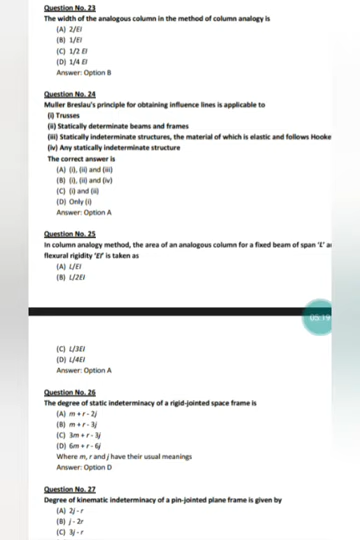 Question No. 23
The width of the analogous column in the method of column analogy is
(A) 2/EI
(B) 1/EI
(C) 1/2 EI
(D) 1/4 EI
Answer: Option B
Question No. 24
Muller Breslau's principle for obtaining influence lines is applicable to
(i) Trusses
(ii) Statically determinate beams and frames
(iii) Statically indeterminate structures, the material of which is elastic and follows Hooke
(iv) Any statically indeterminate structure
The correct answer is
(A) (i), (ii) and (iii)
(B) (i), (ii) and (iv)
(C) (i) and (ii)
(D) Only (i)
Answer: Option A
Question No. 25
In column analogy method, the area of an analogous column for a fixed beam of span 'L' a
flexural rigidity 'EI' is taken as
(A) L/EI
(B) L/2EI
05:19
(C) L/3EI
(D) L/4EI
Answer: Option A
Question No. 26
The degree of static indeterminacy of a rigid-jointed space frame is
(A) m + r - 2j
(B) m + r - 3j
(C) 3m + r - 3j
(D) 6m + r - 6j
Where m, r and j have their usual meanings
Answer: Option D
Question No. 27
Degree of kinematic indeterminacy of a pin-jointed plane frame is given by
(A) 2j - r
(B) j - 2r
(C) 3j - r